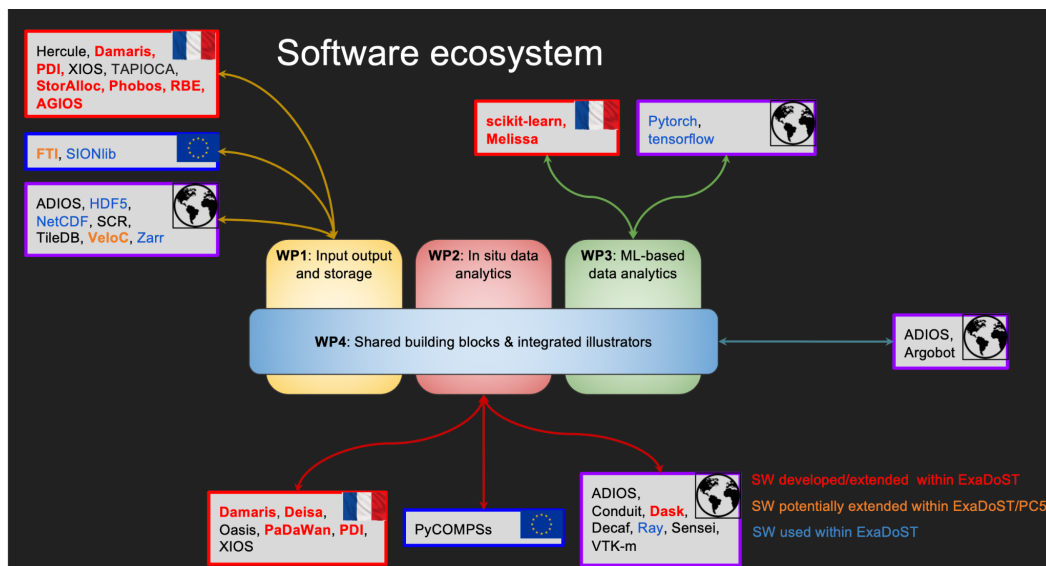 Software ecosystem
Hercule, Damaris,
PDI, XIOS, TAPIOCA,
StorAlloc, Phobos, RBE,
AGIOS
FTI, SIONlib
ADIOS, HDF5,
NetCDF, SCR,
TileDB, VeloC, Zarr
scikit-learn,
Melissa
Pytorch,
tensorflow
WP1: Input output
and storage
WP2: In situ data
analytics
WP3: ML-based
data analytics
WP4: Shared building blocks & integrated illustrators
ADIOS,
Argobot
Damaris, Deisa,
Oasis, PaDaWan, PDI,
XIOS
PyCOMPSs
ADIOS,
Conduit, Dask,
Decaf, Ray, Sensei,
VTK-m
SW developed/extended within ExaDoST
SW potentially extended within ExaDoST/PC5
SW used within ExaDoST